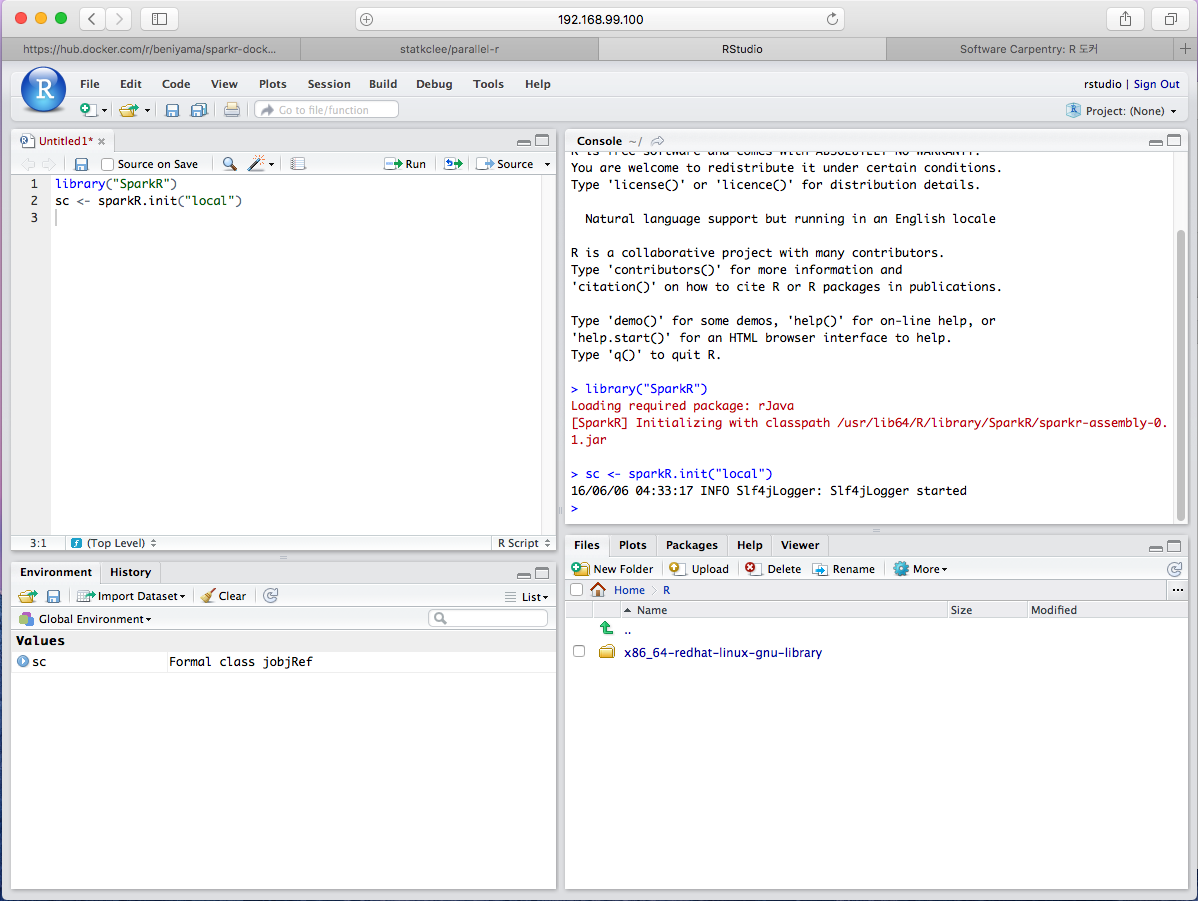 192.168.99.100
https://hub.docker.com/r/beniyama/sparkr-dock...
statkclee/parallel-r
RStudio
Software Carpentry: R 도커
R
File Edit Code View Plots Session Build Debug Tools Help
rstudio | Sign Out
Go to file/function
Project: (None)
Untitled1*
Source on Save
Run
Source
1 library("SparkR")
2 sc <- sparkR.init("local")
3
3:1
(Top Level)
R Script
Console ~/
R is free software and comes with ABSOLUTELY NO WARRANTY.
You are welcome to redistribute it under certain conditions.
Type 'license()' or 'licence()' for distribution details.
Natural language support but running in an English locale
R is a collaborative project with many contributors.
Type 'contributors()' for more information and
'citation()' on how to cite R or R packages in publications.
Type 'demo()' for some demos, 'help()' for on-line help, or
'help.start()' for an HTML browser interface to help.
Type 'q()' to quit R.
> library("SparkR")
Loading required package: rJava
[SparkR] Initializing with classpath /usr/lib64/R/library/SparkR/sparkr-assembly-0.
1.jar
> sc <- sparkR.init("local")
16/06/06 04:33:17 INFO Slf4jLogger: Slf4jLogger started
>
Environment History
Import Dataset
Clear
List
Global Environment
Values
sc Formal class jobjRef
Files Plots Packages Help Viewer
New Folder Upload Delete Rename More
Home R
...
Name Size Modified
..
x86_64-redhat-linux-gnu-library